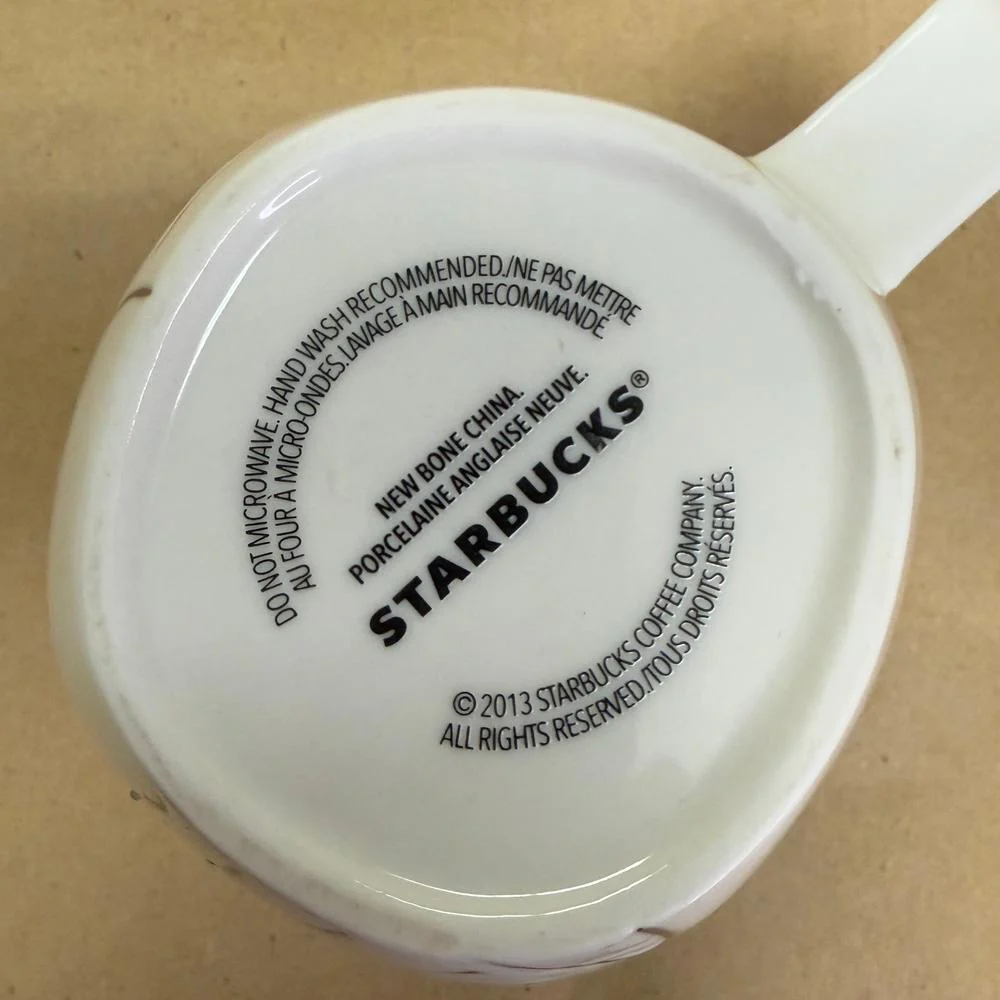 DO NOT MICROWAVE. HAND WASH RECOMMENDED./NE PAS METTRE
AU FOUR À MICRO-ONDES. LAVAGE À MAIN RECOMMANDÉ
NEW BONE CHINA.
PORCELAINE ANGLAISE NEUVE.
STARBUCKS®
© 2013 STARBUCKS COFFEE COMPANY.
ALL RIGHTS RESERVED./TOUS DROITS RÉSERVÉS.